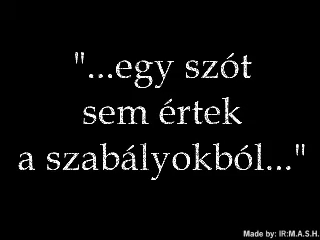 "...egy szót
sem értek
a szabályokból..."
Made by: IR:M.A.S.H.